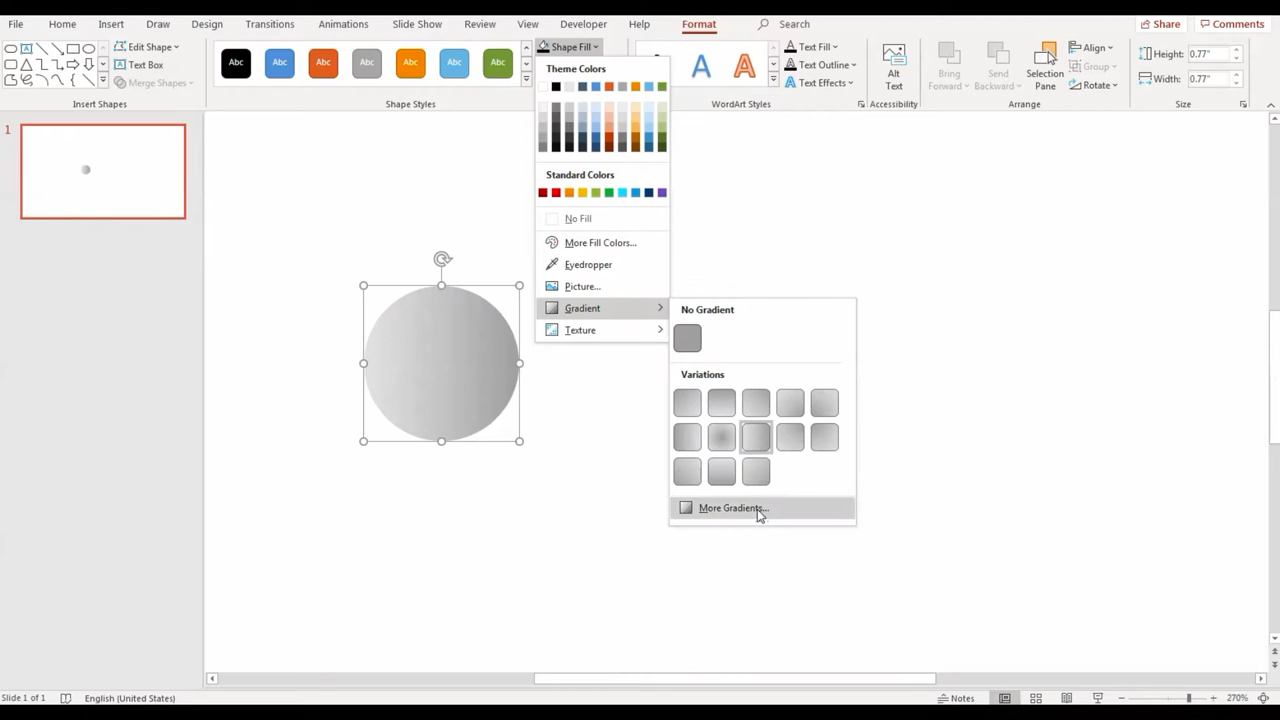 File Home Insert Draw Design Transitions Animations Slide Show Review View Developer Help Format Search Share Comments
Edit Shape
Text Box
Merge Shapes
Insert Shapes
Abc Abc Abc Abc Abc Abc Abc
Shape Styles
Shape Fill
Theme Colors
Standard Colors
No Fill
More Fill Colors...
Eyedropper
Picture...
Gradient
Texture
No Gradient
Variations
More Gradients...
A A
Text Fill
Text Outline
Text Effects
WordArt Styles
Alt
Text
Accessibility
Bring
Forward
Send
Backward
Selection
Pane
Align
Group
Rotate
Arrange
Height: 0.77"
Width: 0.77"
Size
1
Slide 1 of 1 English (United States) Notes 270%